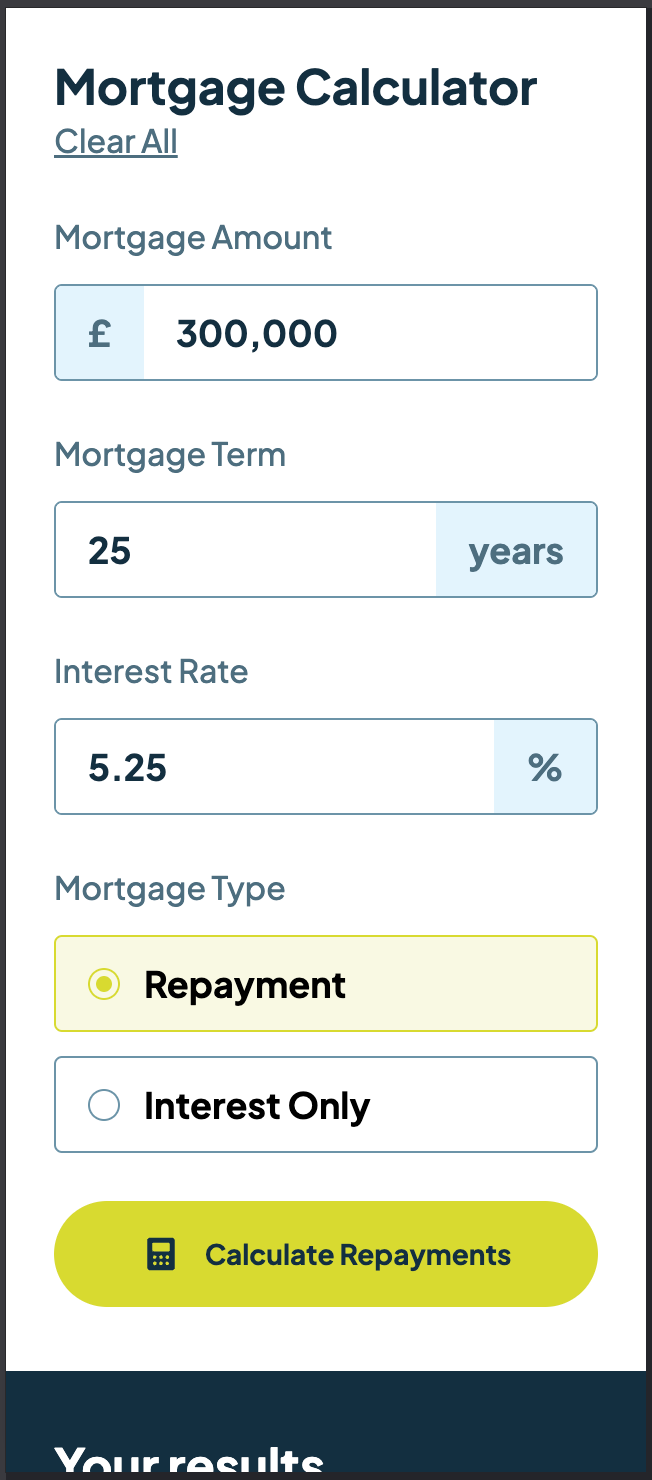 Mortgage Calculator
Clear All
Mortgage Amount
£ 300,000
Mortgage Term
25 years
Interest Rate
5.25 %
Mortgage Type
Repayment
Interest Only
Calculate Repayments
Your results